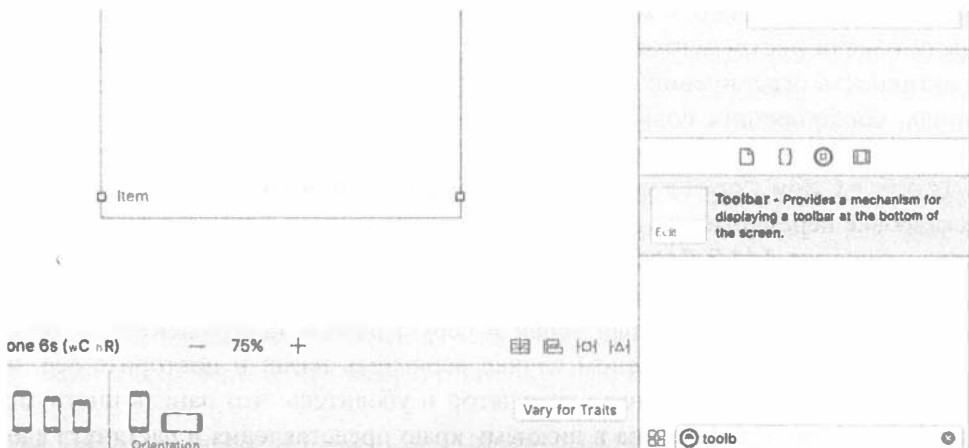 Item
Toolbar - Provides a mechanism for
displaying a toolbar at the bottom of
the screen.
Edit
one 6s (wC hR)
— 75% +
Vary for Traits
Orientation
toolb